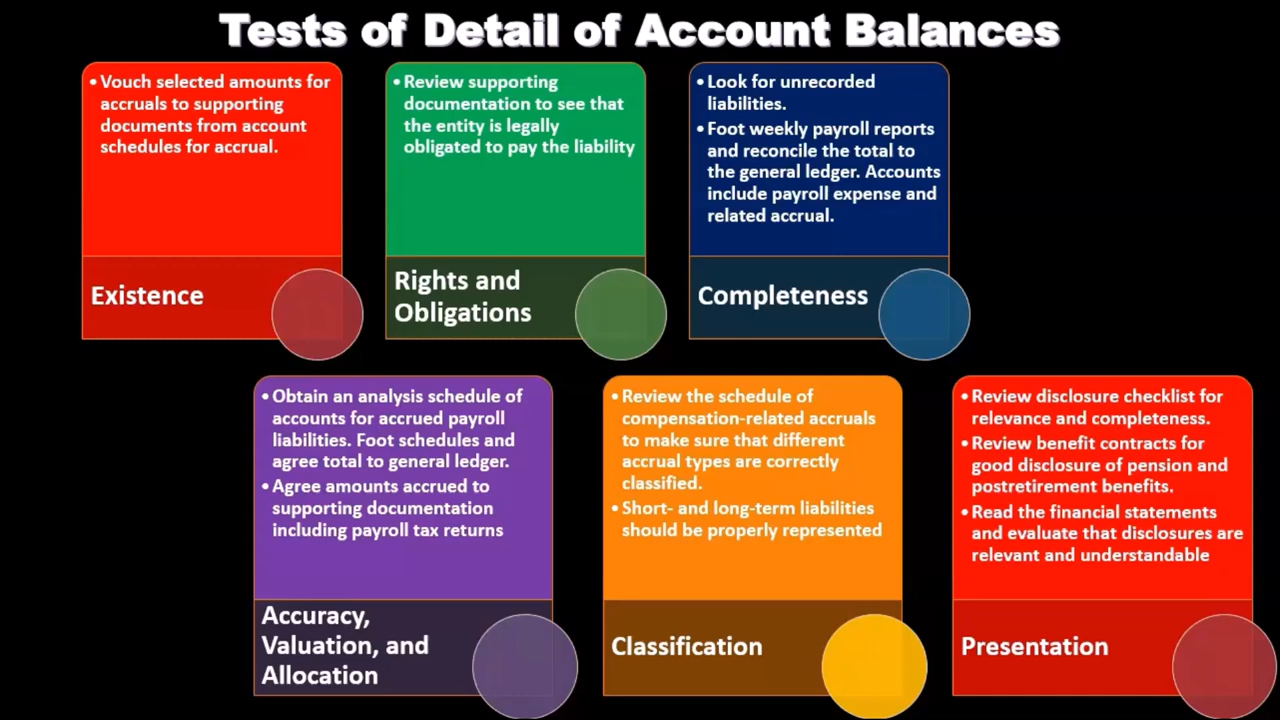 Tests of Detail of Account Balances
• Vouch selected amounts for
accruals to supporting
documents from account
schedules for accrual.
Existence
• Review supporting
documentation to see that
the entity is legally
obligated to pay the liability
Rights and
Obligations
• Look for unrecorded
liabilities.
• Foot weekly payroll reports
and reconcile the total to
the general ledger. Accounts
include payroll expense and
related accrual.
Completeness
• Obtain an analysis schedule of
accounts for accrued payroll
liabilities. Foot schedules and
agree total to general ledger.
• Agree amounts accrued to
supporting documentation
including payroll tax returns
Accuracy,
Valuation, and
Allocation
• Review the schedule of
compensation-related accruals
to make sure that different
accrual types are correctly
classified.
• Short- and long-term liabilities
should be properly represented
Classification
• Review disclosure checklist for
relevance and completeness.
• Review benefit contracts for
good disclosure of pension and
postretirement benefits.
• Read the financial statements
and evaluate that disclosures are
relevant and understandable
Presentation